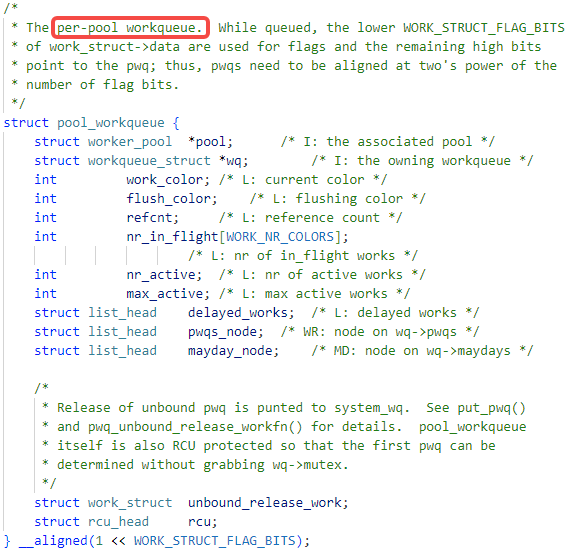 /*
 * The per-pool workqueue.  While queued, the lower WORK_STRUCT_FLAG_BITS
 * of work_struct->data are used for flags and the remaining high bits
 * point to the pwq; thus, pwqs need to be aligned at two's power of the
 * number of flag bits.
 */
struct pool_workqueue {
    struct worker_pool  *pool;      /* I: the associated pool */
    struct workqueue_struct *wq;        /* I: the owning workqueue */
    int         work_color; /* L: current color */
    int         flush_color;    /* L: flushing color */
    int         refcnt;     /* L: reference count */
    int         nr_in_flight[WORK_NR_COLORS];
                        /* L: nr of in_flight works */
    int         nr_active;  /* L: nr of active works */
    int         max_active; /* L: max active works */
    struct list_head    delayed_works;  /* L: delayed works */
    struct list_head    pwqs_node;  /* WR: node on wq->pwqs */
    struct list_head    mayday_node;    /* MD: node on wq->maydays */
    /*
     * Release of unbound pwq is punted to system_wq.  See put_pwq()
     * and pwq_unbound_release_workfn() for details.  pool_workqueue
     * itself is also RCU protected so that the first pwq can be
     * determined without grabbing wq->mutex.
     */
    struct work_struct  unbound_release_work;
    struct rcu_head     rcu;
} __aligned(1 << WORK_STRUCT_FLAG_BITS);